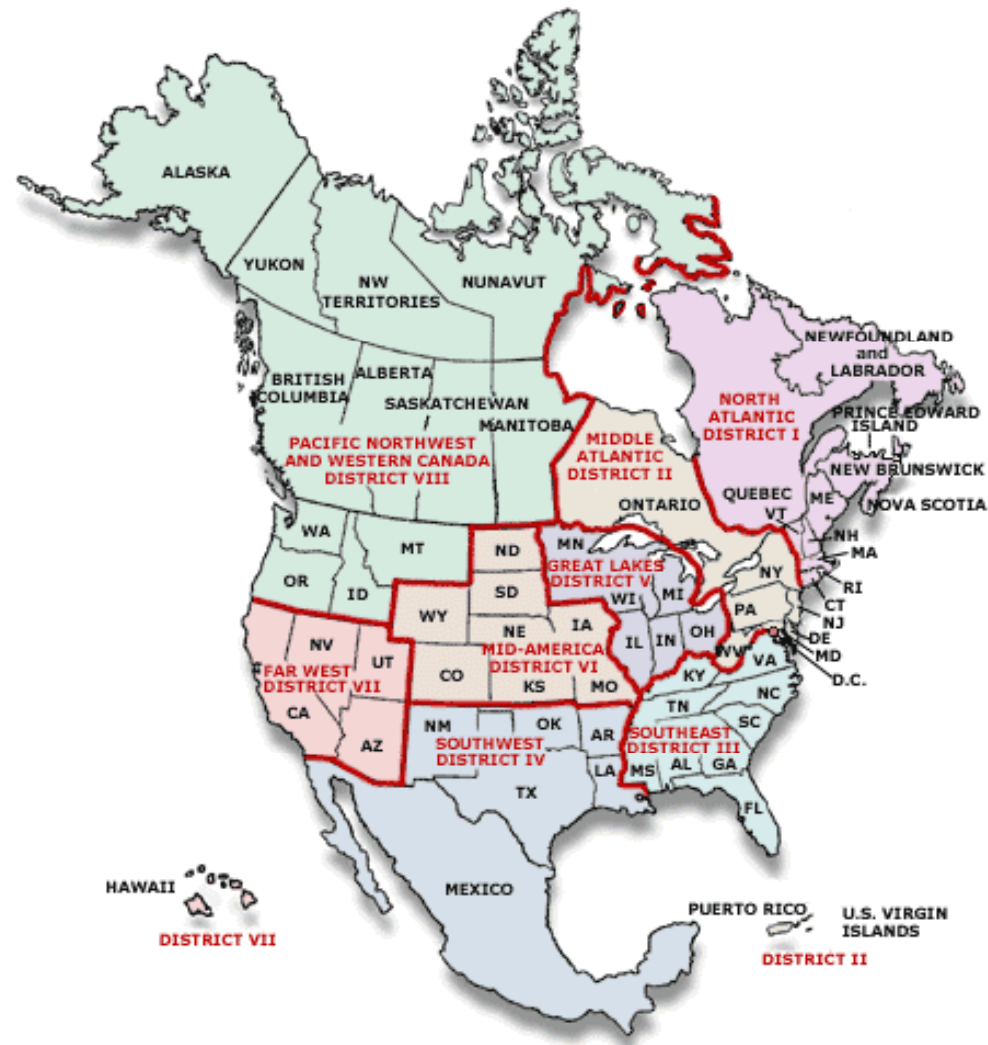 ALASKA
YUKON
NW
TERRITORIES
NUNAVUT
BRITISH
COLUMBIA
ALBERTA
SASKATCHEWAN
MANITOBA
PACIFIC NORTHWEST
AND WESTERN CANADA
DISTRICT VIII
WA
OR
ID
MT
MIDDLE
ATLANTIC
DISTRICT II
ONTARIO
NORTH
ATLANTIC
DISTRICT I
NEWFOUNDLAND
and
LABRADOR
PRINCE EDWARD
ISLAND
NEW BRUNSWICK
NOVA SCOTIA
QUEBEC
VT
ME
NH
MA
RI
CT
NJ
DE
MD
D.C.
NY
PA
WV
GREAT LAKES
DISTRICT V
MN
WI
MI
IL
IN
OH
ND
SD
WY
NE
IA
MID-AMERICA
DISTRICT VI
CO
KS
MO
NV
UT
FAR WEST
DISTRICT VII
CA
AZ
NM
OK
AR
SOUTHWEST
DISTRICT IV
TX
LA
MEXICO
KY
VA
TN
NC
SC
SOUTHEAST
DISTRICT III
MS
AL
GA
FL
HAWAII
DISTRICT VII
PUERTO RICO
U.S. VIRGIN
ISLANDS
DISTRICT II